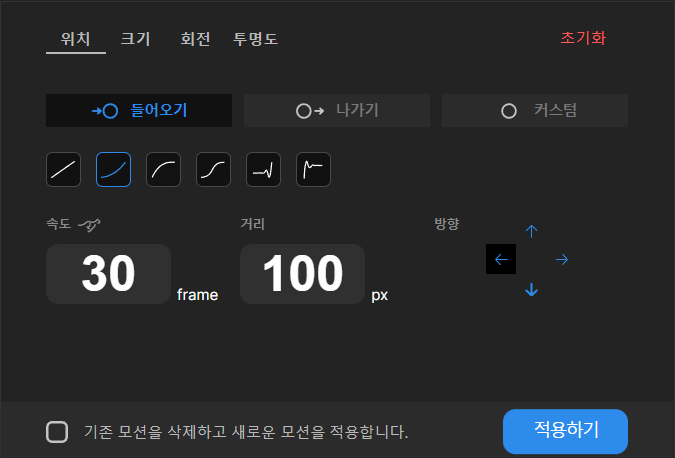 위치 크기 회전 투명도 초기화
들어오기 나가기 커스텀
속도 거리 방향
30 frame 100 px
기존 모션을 삭제하고 새로운 모션을 적용합니다. 적용하기